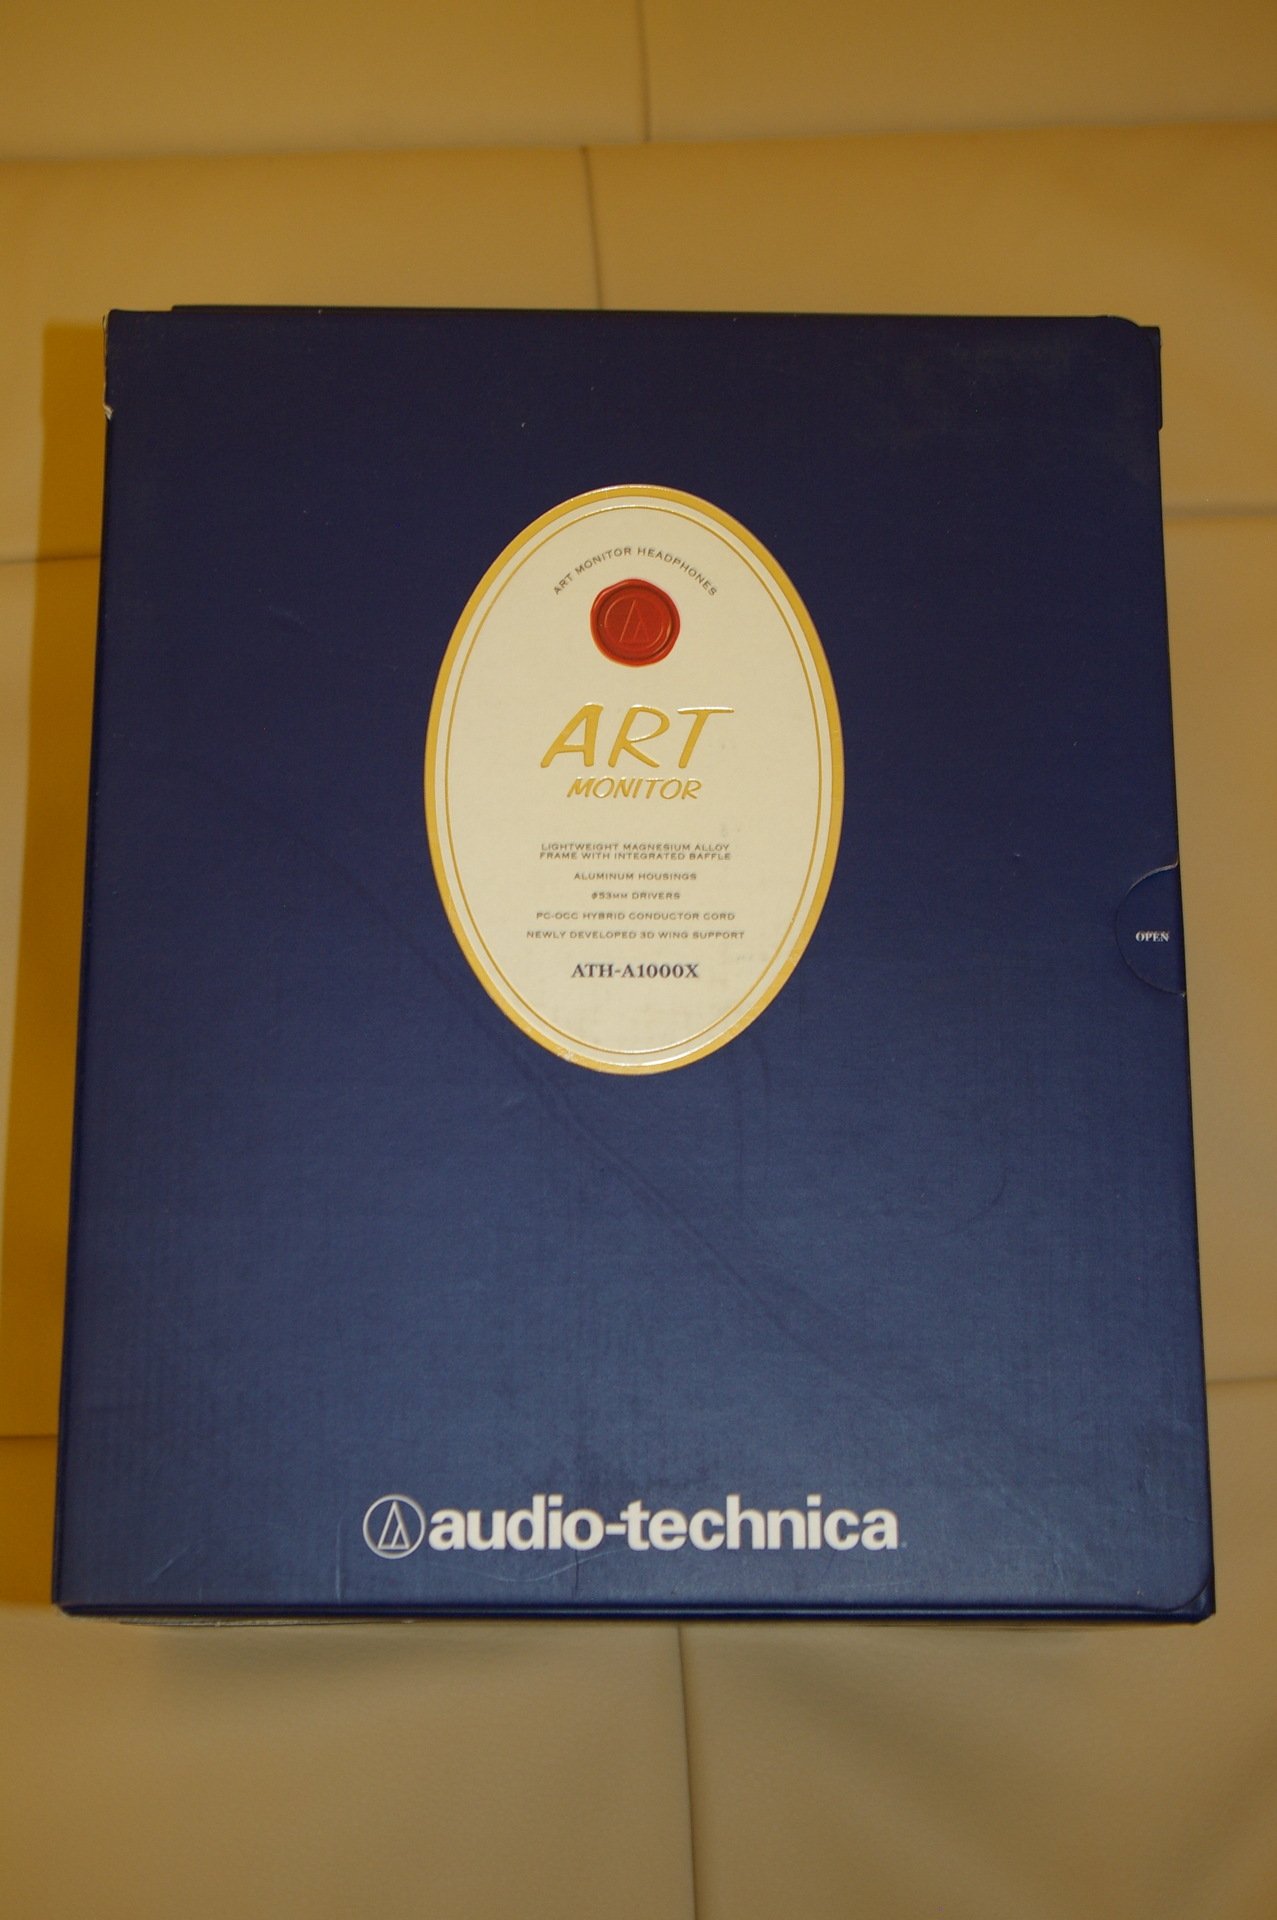 ART MONITOR HEADPHONES
ART
MONITOR
LIGHTWEIGHT MAGNESIUM ALLOY
FRAME WITH INTEGRATED BAFFLE
ALUMINUM HOUSINGS
ø53MM DRIVERS
PC-OCC HYBRID CONDUCTOR CORD
NEWLY DEVELOPED 3D WING SUPPORT
ATH-A1000X
OPEN
audio-technica